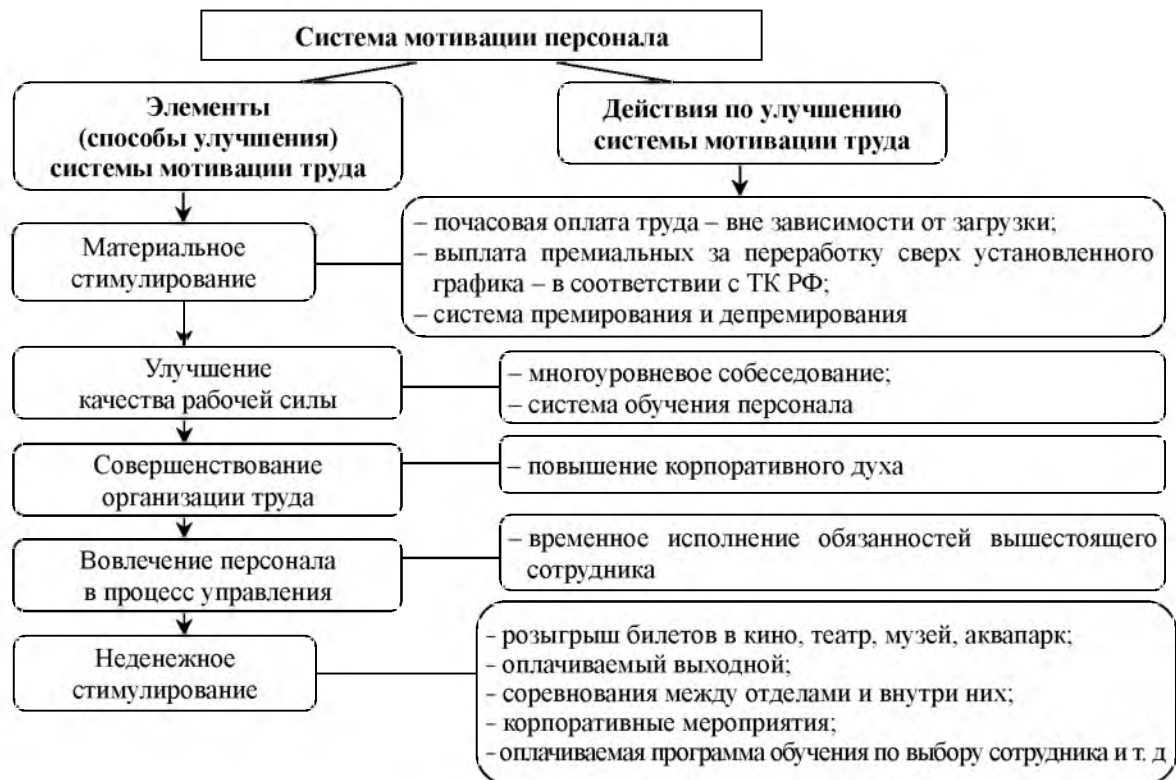 Система мотивации персонала
Элементы
(способы улучшения)
системы мотивации труда
Действия по улучшению
системы мотивации труда
Материальное
стимулирование
– почасовая оплата труда – вне зависимости от загрузки;
– выплата премиальных за переработку сверх установленного
графика – в соответствии с ТК РФ;
– система премирования и депремирования
Улучшение
качества рабочей силы
– многоуровневое собеседование;
– система обучения персонала
Совершенствование
организации труда
– повышение корпоративного духа
Вовлечение персонала
в процесс управления
– временное исполнение обязанностей вышестоящего
сотрудника
Неденежное
стимулирование
- розыгрыш билетов в кино, театр, музей, аквапарк;
- оплачиваемый выходной;
- соревнования между отделами и внутри них;
- корпоративные мероприятия;
- оплачиваемая программа обучения по выбору сотрудника и т. д